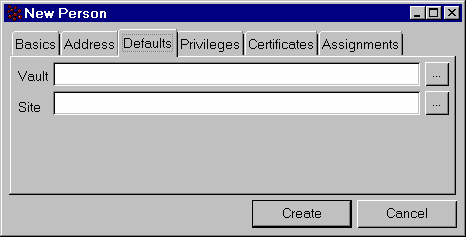 New Person
Basics Address Defaults Privileges Certificates Assignments
Vault ...
Site ...
Create Cancel